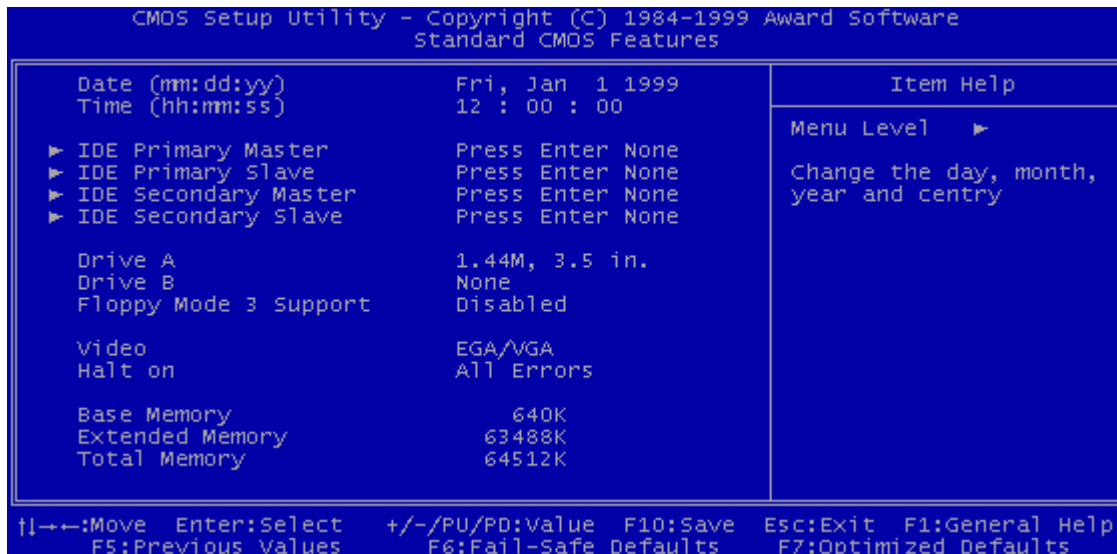 CMOS Setup Utility – Copyright (C) 1984-1999 Award Software
Standard CMOS Features
Date (mm:dd:yy) Fri, Jan 1 1999
Time (hh:mm:ss) 12 : 00 : 00
► IDE Primary Master Press Enter None
► IDE Primary Slave Press Enter None
► IDE Secondary Master Press Enter None
► IDE Secondary Slave Press Enter None
Drive A 1.44M, 3.5 in.
Drive B None
Floppy Mode 3 Support Disabled
Video EGA/VGA
Halt on All Errors
Base Memory 640K
Extended Memory 63488K
Total Memory 64512K
Item Help
Menu Level ►
Change the day, month,
year and centry
↑↓→←:Move Enter:Select +/-/PU/PD:Value F10:Save Esc:Exit F1:General Help
F5:Previous Values F6:Fail-Safe Defaults F7:Optimized Defaults